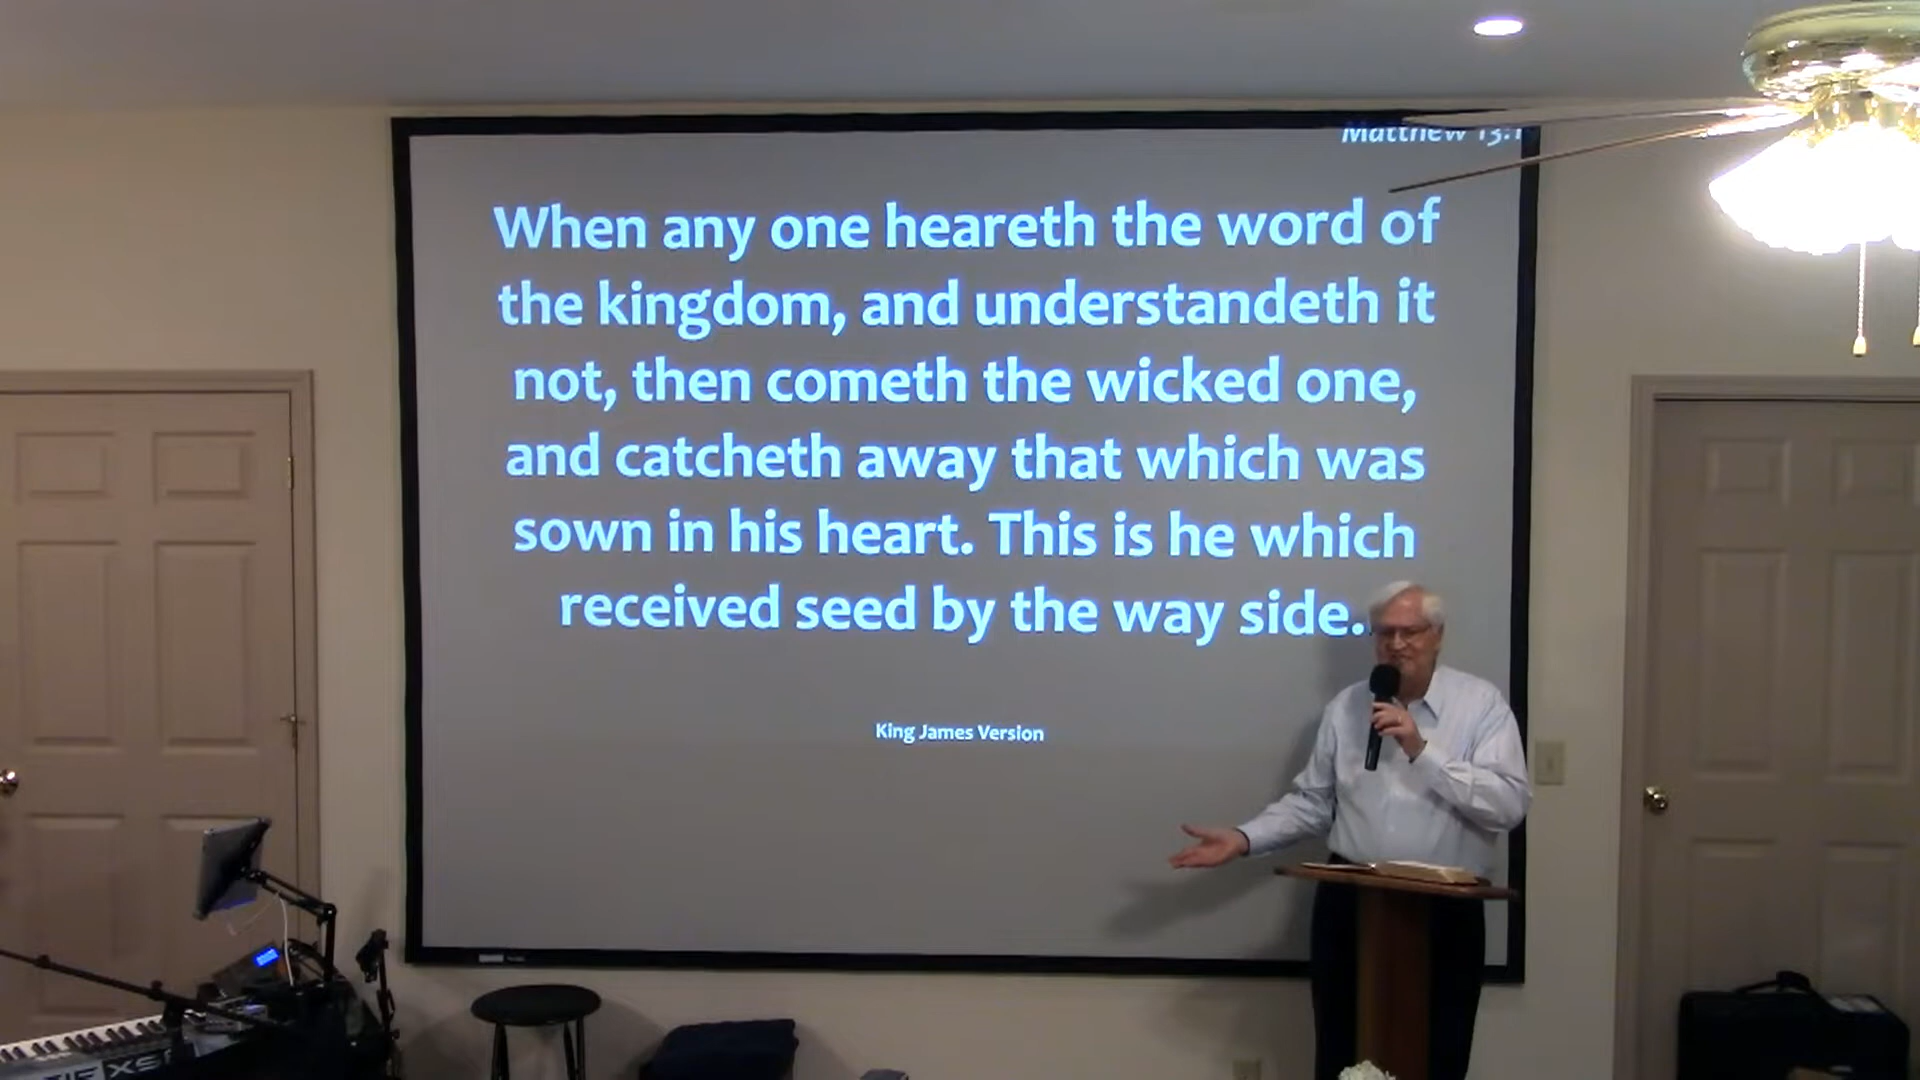 Matthew 13:1
When any one heareth the word of
the kingdom, and understandeth it
not, then cometh the wicked one,
and catcheth away that which was
sown in his heart. This is he which
received seed by the way side.
King James Version
XS